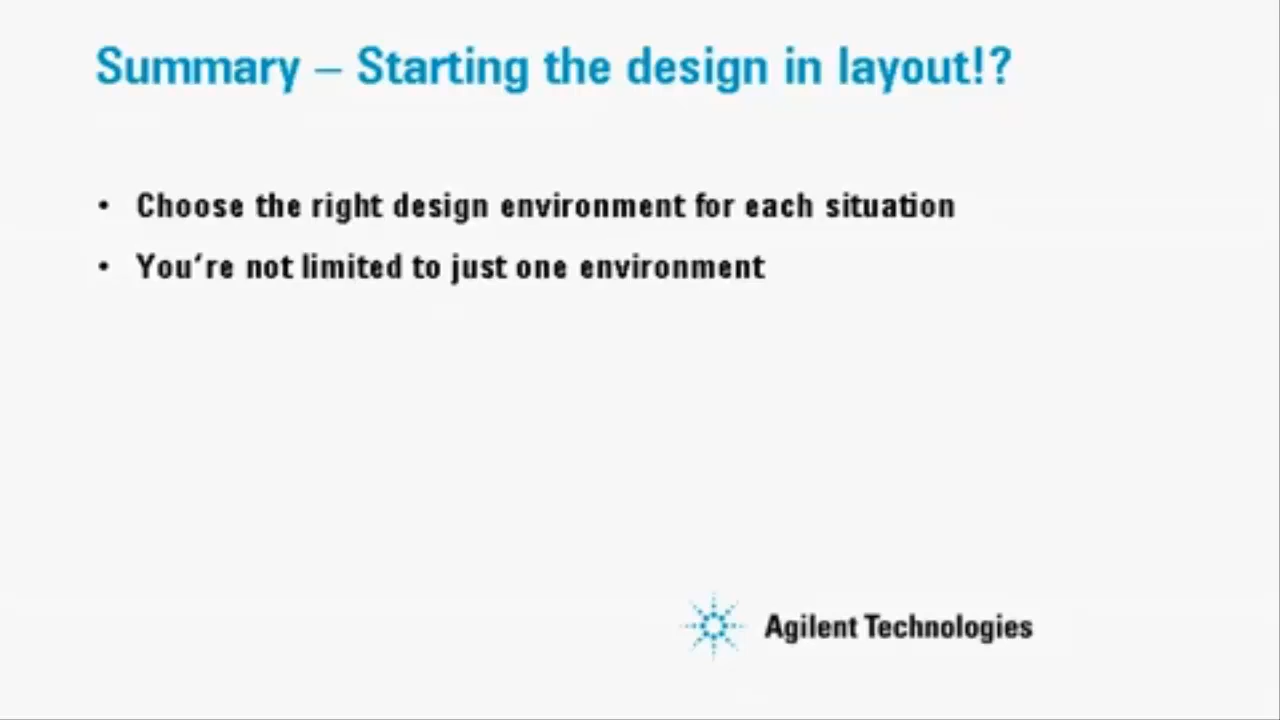 Summary – Starting the design in layout!?
• Choose the right design environment for each situation
• You're not limited to just one environment
Agilent Technologies